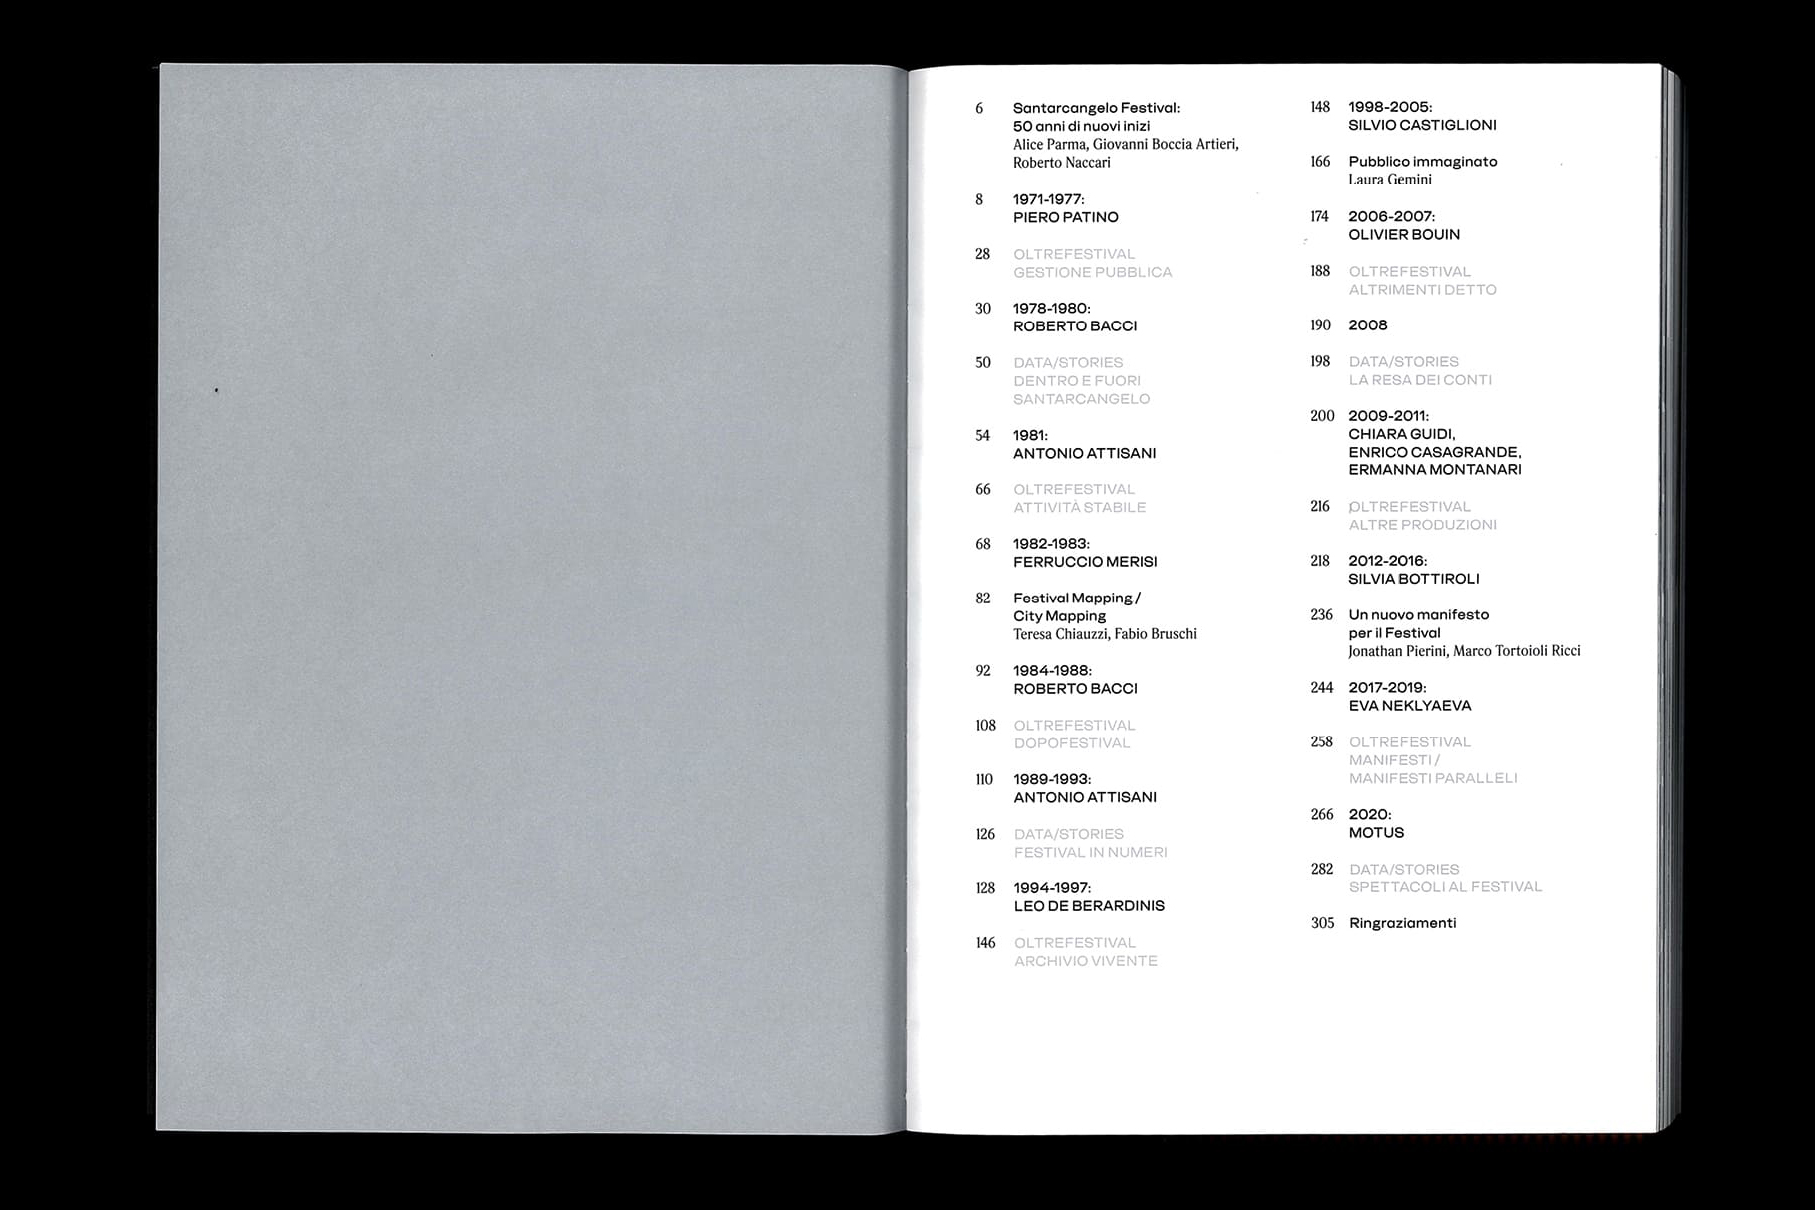 6 Santarcangelo Festival:
50 anni di nuovi inizi
Alice Parma, Giovanni Boccia Artieri,
Roberto Naccari
8 1971-1977:
PIERO PATINO
28 OLTREFESTIVAL
GESTIONE PUBBLICA
30 1978-1980:
ROBERTO BACCI
50 DATA/STORIES
DENTRO E FUORI
SANTARCANGELO
54 1981:
ANTONIO ATTISANI
66 OLTREFESTIVAL
ATTIVITÀ STABILE
68 1982-1983:
FERRUCCIO MERISI
82 Festival Mapping /
City Mapping
Teresa Chiauzzi, Fabio Bruschi
92 1984-1988:
ROBERTO BACCI
108 OLTREFESTIVAL
DOPOFESTIVAL
110 1989-1993:
ANTONIO ATTISANI
126 DATA/STORIES
FESTIVAL IN NUMERI
128 1994-1997:
LEO DE BERARDINIS
146 OLTREFESTIVAL
ARCHIVIO VIVENTE
148 1998-2005:
SILVIO CASTIGLIONI
166 Pubblico immaginato
Laura Gemini
174 2006-2007:
OLIVIER BOUIN
188 OLTREFESTIVAL
ALTRIMENTI DETTO
190 2008
198 DATA/STORIES
LA RESA DEI CONTI
200 2009-2011:
CHIARA GUIDI,
ENRICO CASAGRANDE,
ERMANNA MONTANARI
216 OLTREFESTIVAL
ALTRE PRODUZIONI
218 2012-2016:
SILVIA BOTTIROLI
236 Un nuovo manifesto
per il Festival
Jonathan Pierini, Marco Tortoioli Ricci
244 2017-2019:
EVA NEKLYAEVA
258 OLTREFESTIVAL
MANIFESTI /
MANIFESTI PARALLELI
266 2020:
MOTUS
282 DATA/STORIES
SPETTACOLI AL FESTIVAL
305 Ringraziamenti